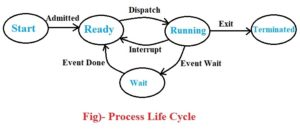 Admitted
Dispatch
Start
Ready
Running
Exit
Terminated
Interrupt
Event Done
Event Wait
Wait
Fig)- Process Life Cycle